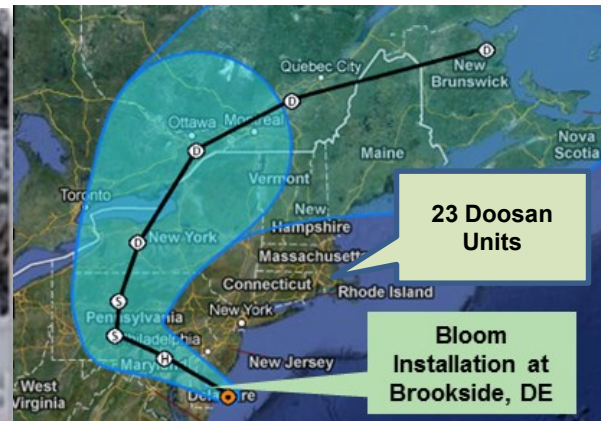 Quebec City
New
Brunswick
Ottawa
Montreal
Nova
Scotia
Maine
Toronto
Vermont
New
Hampshire
New York
Massachuset
Connecticut
Rhode Island
Pennsylvania
New York
Philadelphia
Maryland
New Jersey
West
Virginia
Delaware
D
D
D
D
S
S
H
23 Doosan
Units
Bloom
Installation at
Brookside, DE